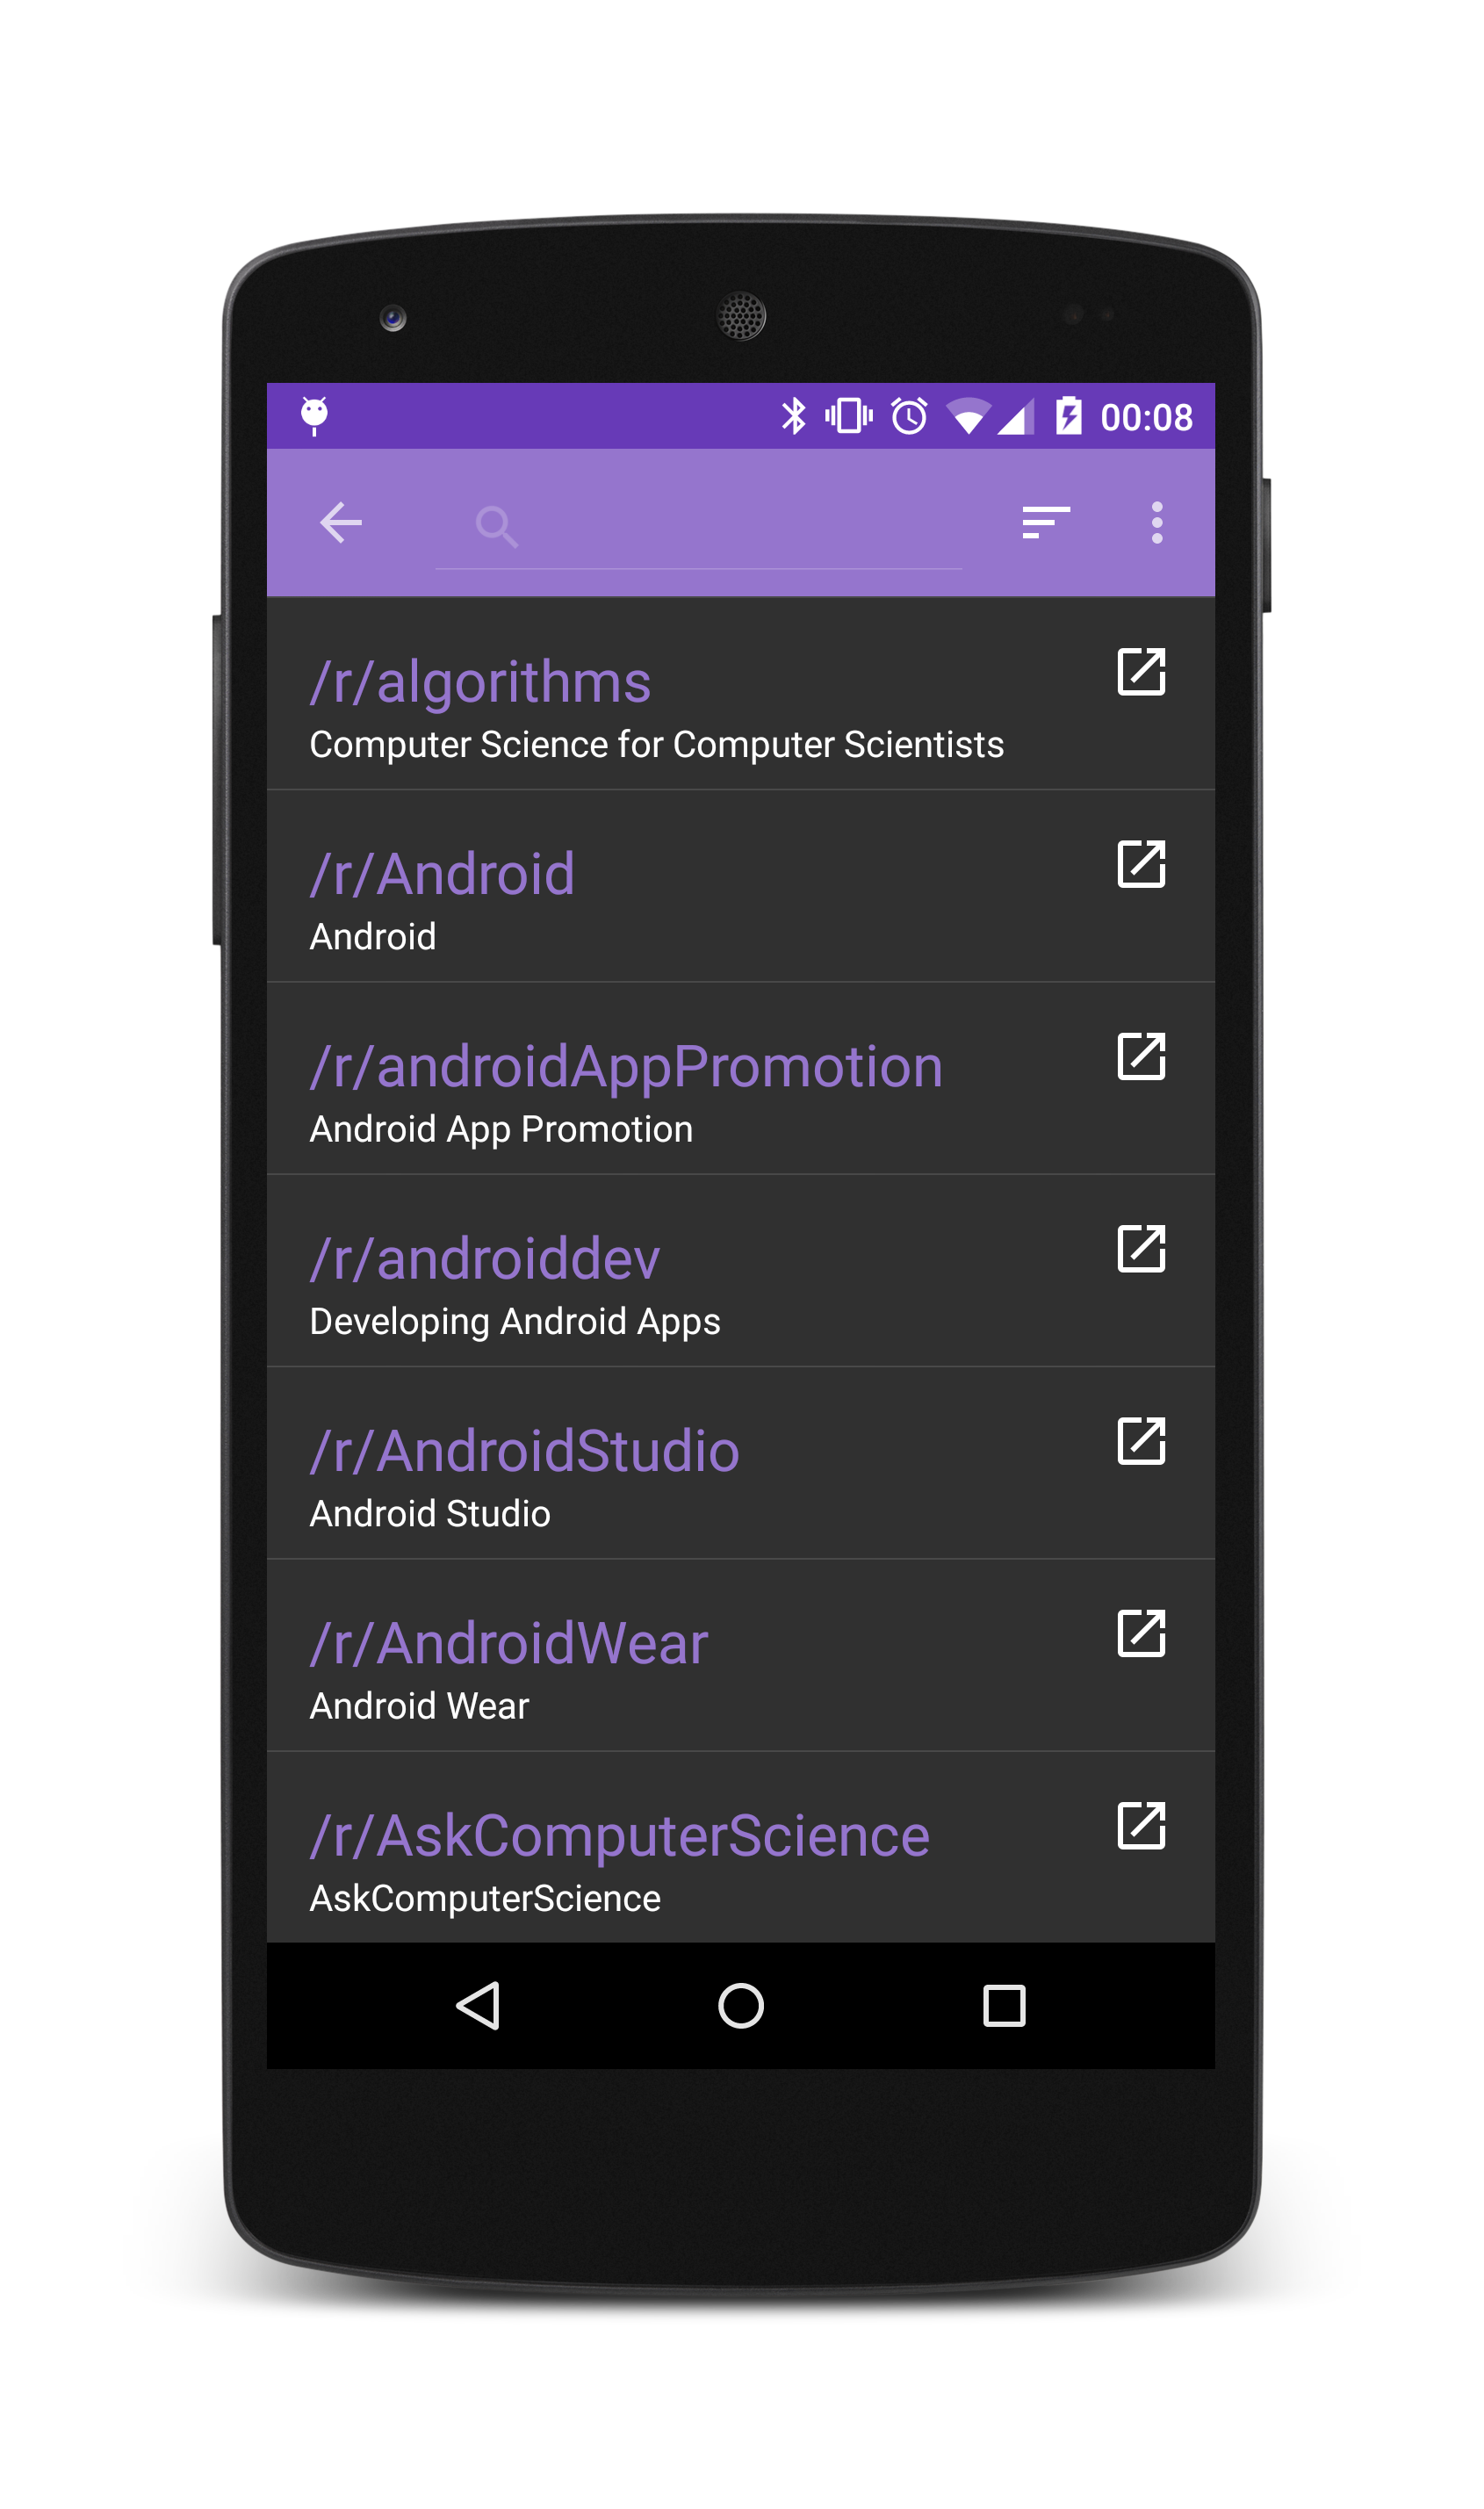 00:08
/r/algorithms
Computer Science for Computer Scientists
/r/Android
Android
/r/androidAppPromotion
Android App Promotion
/r/androiddev
Developing Android Apps
/r/AndroidStudio
Android Studio
/r/AndroidWear
Android Wear
/r/AskComputerScience
AskComputerScience